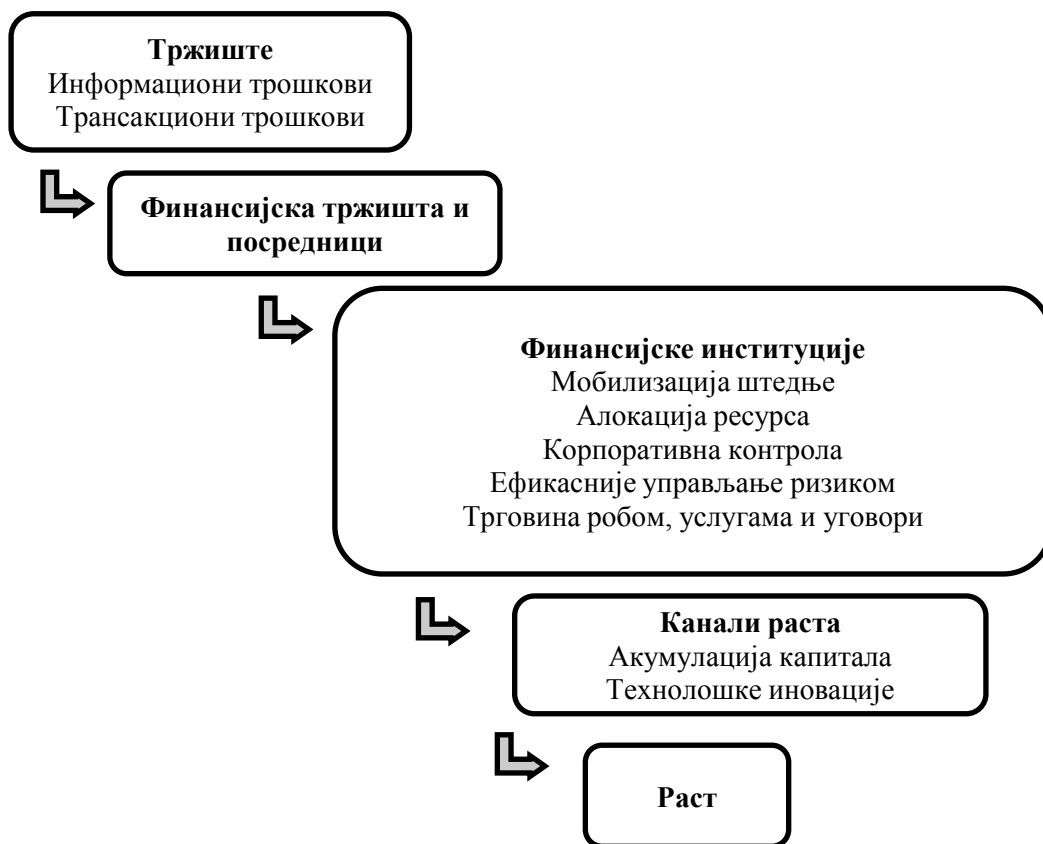 Тржиште
Информациони трошкови
Трансакциони трошкови
Финансијска тржишта и
посредници
Финансијске институције
Мобилизација штедње
Алокација ресурса
Корпоративна контрола
Ефикасније управљање ризиком
Трговина робом, услугама и уговори
Канали раста
Акумулација капитала
Технолошке иновације
Раст